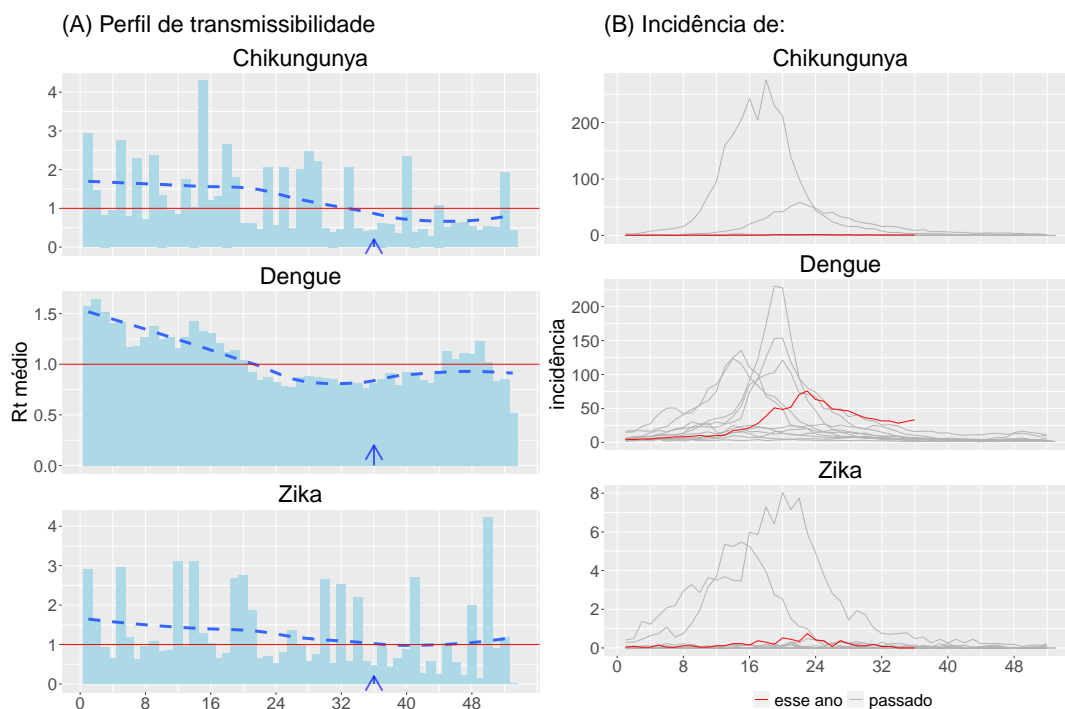 (A) Perfil de transmissibilidade
Chikungunya
4
3
2
1
0
Dengue
1.5
1.0
0.5
0.0
Rt médio
Zika
4
3
2
1
0
0 8 16 24 32 40 48
(B) Incidência de:
Chikungunya
200
100
0
Dengue
200
150
100
50
0
incidência
Zika
8
6
4
2
0
0 8 16 24 32 40 48
esse ano passado